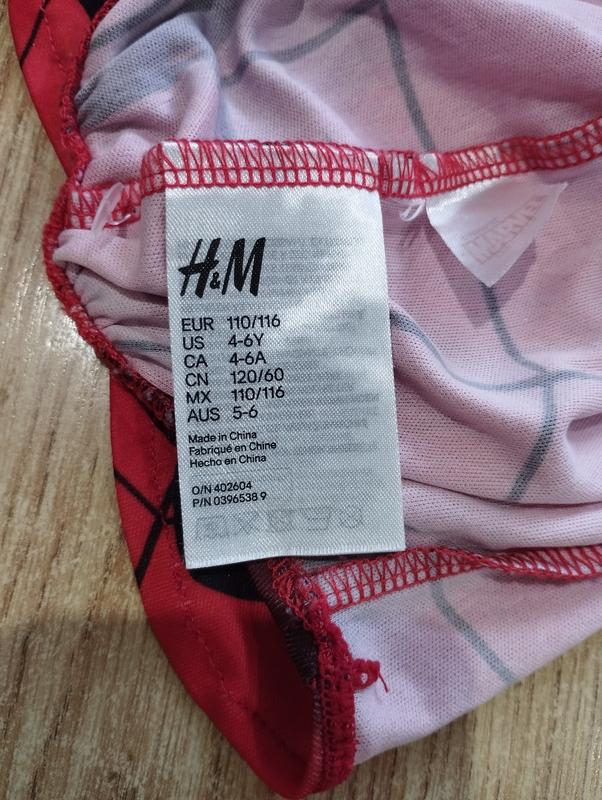 H&M
EUR 110/116
US 4-6Y
CA 4-6A
CN 120/60
MX 110/116
AUS 5-6
Made in China
Fabriqué en Chine
Hecho en China
O/N 402604
P/N 0396538 9
MARVEL